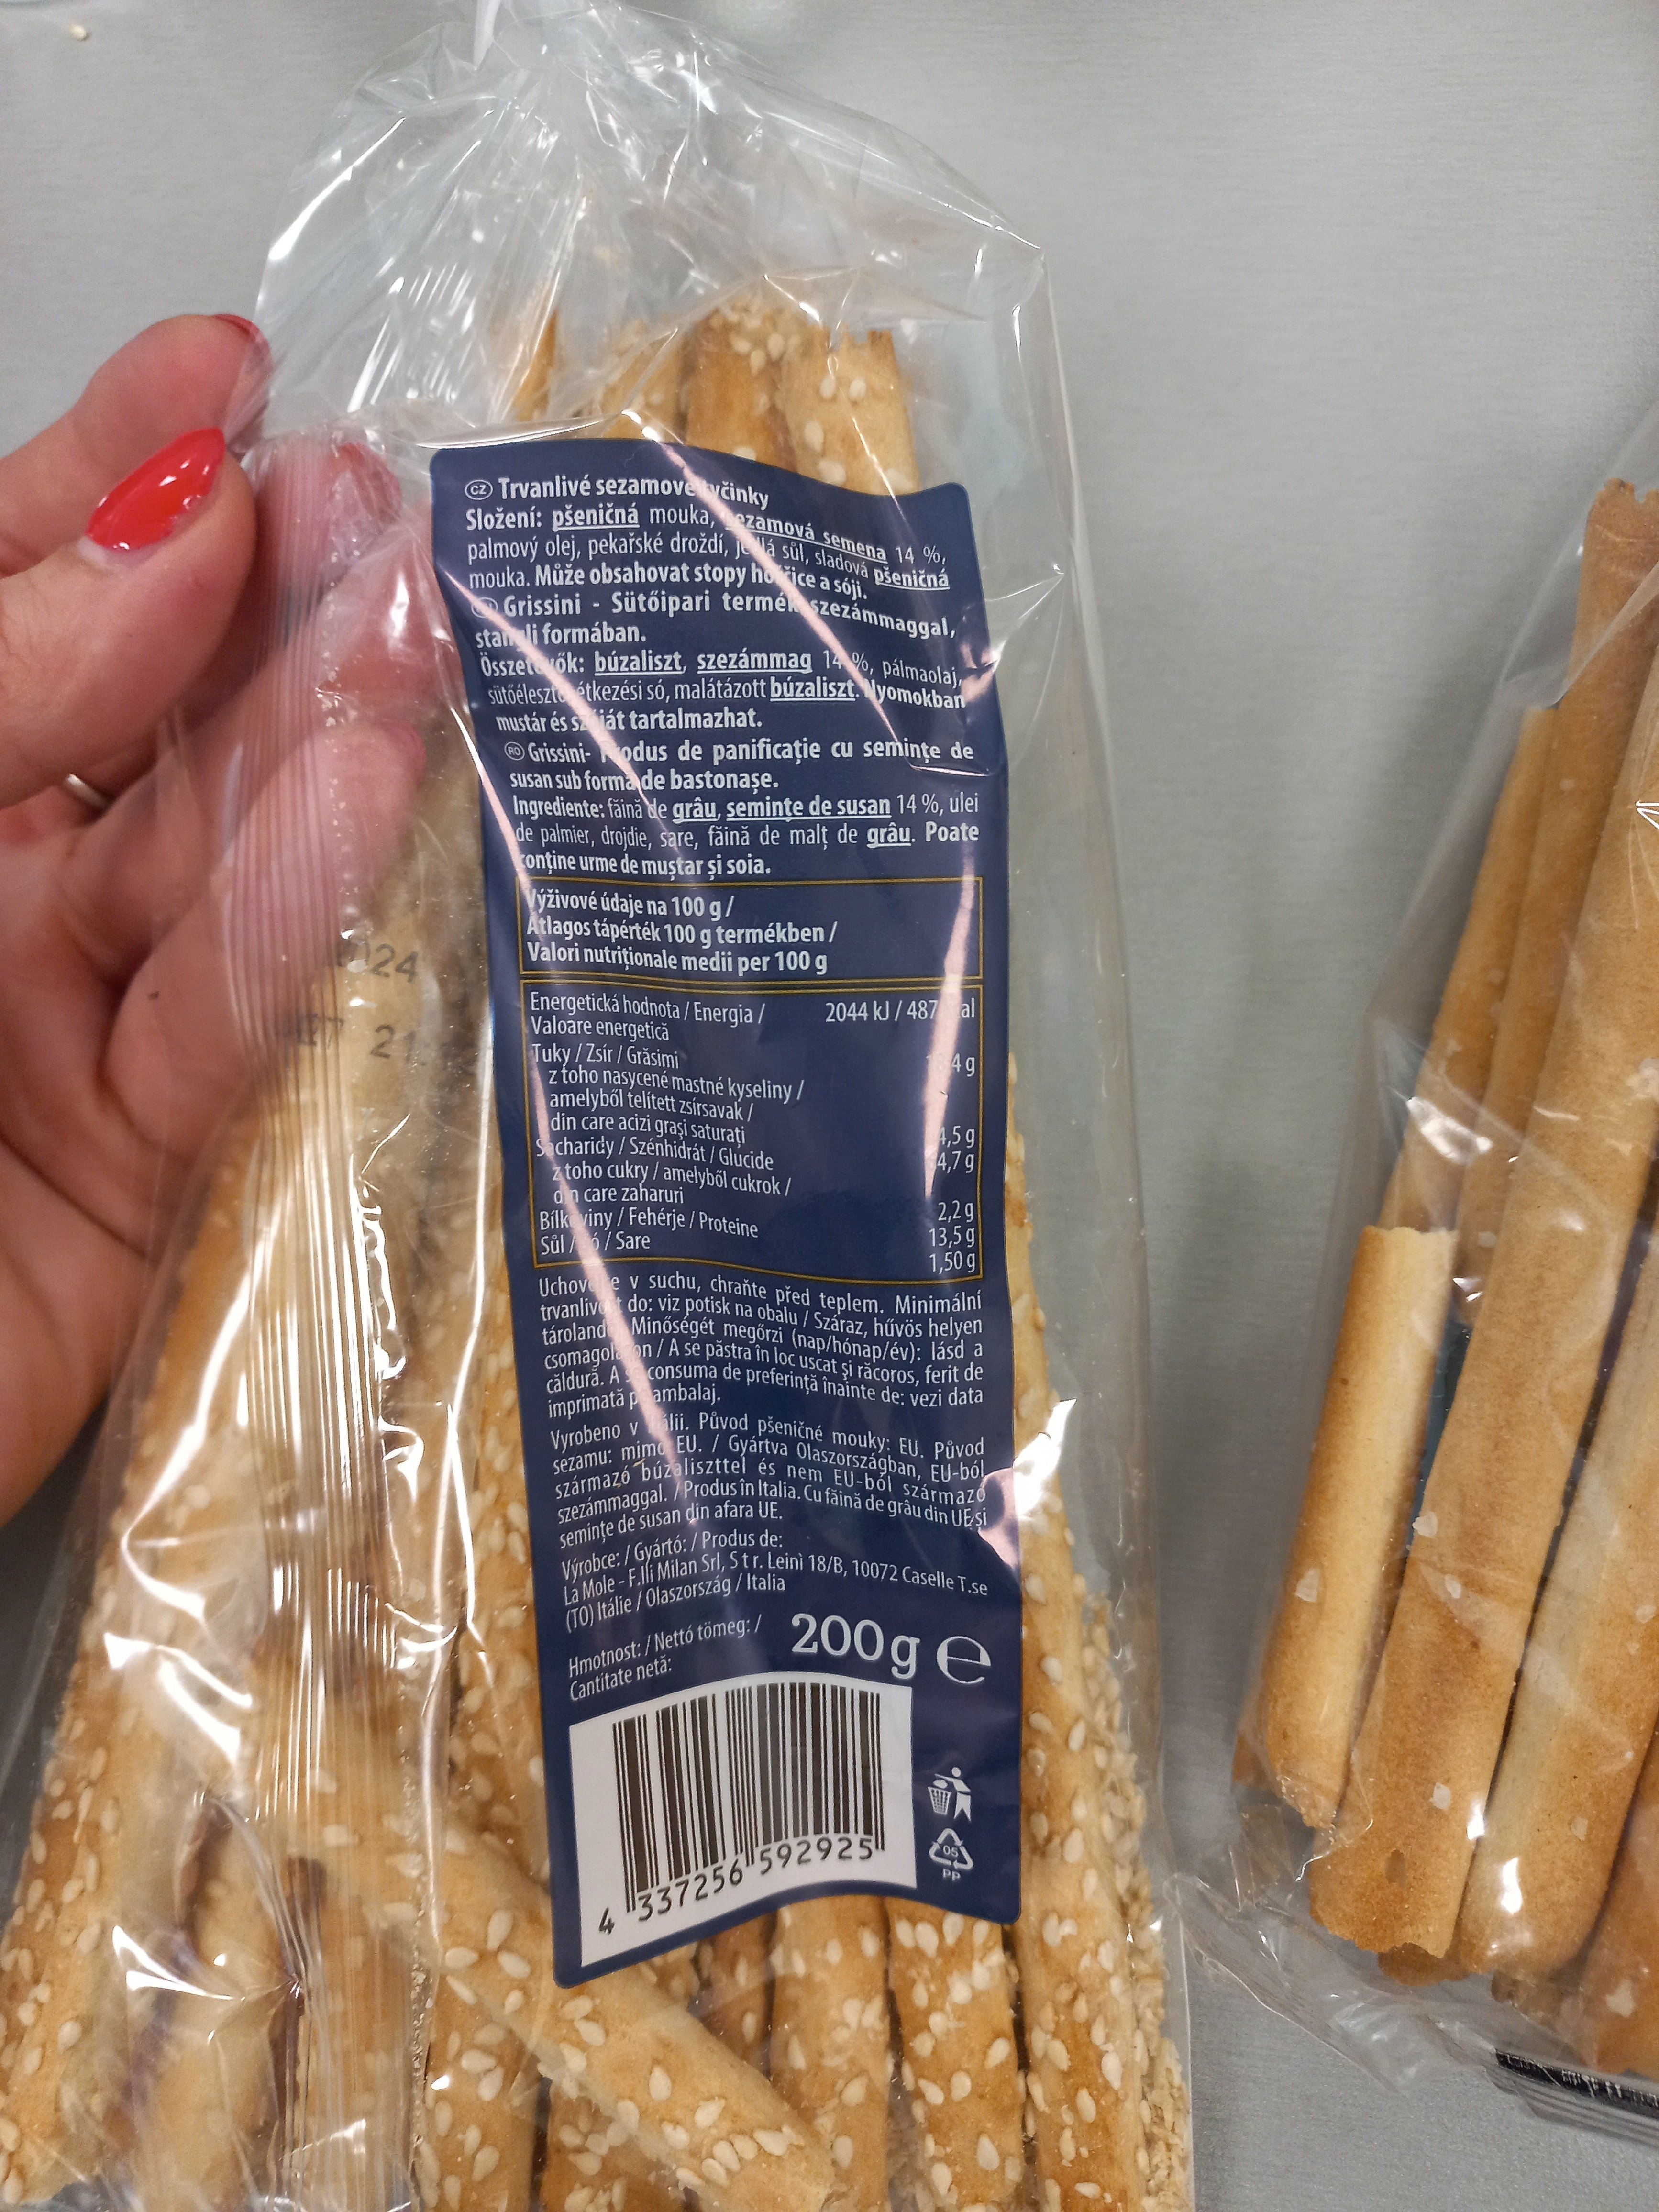 CZ Trvanlivé sezamové tyčinky
Složení: pšeničná mouka, sezamová semena 14 %,
palmový olej, pekařské droždí, jedlá sůl, sladová pšeničná
mouka. Může obsahovat stopy hořčice a sóji.
Grissini - Sütőipari termék szezámmaggal,
stangli formában.
Összetevők: búzaliszt, szezámmag 14 %, pálmaolaj,
sütőélesztő, étkezési só, malátázott búzaliszt. Nyomokban
mustár és szóját tartalmazhat.
RO Grissini- Produs de panificație cu semințe de
susan sub formă de bastonașe.
Ingrediente: făină de grâu, semințe de susan 14 %, ulei
de palmier, drojdie, sare, făină de malț de grâu. Poate
conține urme de muștar și soia.
Výživové údaje na 100 g /
Átlagos tápérték 100 g termékben /
Valori nutriționale medii per 100 g
Energetická hodnota / Energia / 2044 kJ / 487
Valoare energetică
Tuky / Zsír / Grăsimi
z toho nasycené mastné kyseliny /
amelyből telített zsírsavak /
din care acizi grași saturați 4,5 g
Sacharidy / Szénhidrát / Glucide
z toho cukry / amelyből cukrok /
din care zaharuri 2,2 g
Bílkoviny / Fehérje / Proteine 13,5 g
Sůl / Só / Sare 1,50 g
Uchovejte v suchu, chraňte před teplem. Minimální
trvanlivost do: viz potisk na obalu / Száraz, hűvös helyen
tárolandó. Minőségét megőrzi (nap/hónap/év): lásd a
csomagoláson / A se păstra în loc uscat și răcoros, ferit de
căldură. A se consuma de preferință înainte de: vezi data
imprimată pe ambalaj.
Vyrobeno v Itálii. Původ pšeničné mouky: EU. Původ
sezamu: mimo EU. / Gyártva Olaszországban, EU-ból
származó búzaliszttel és nem EU-ból származó
szezámmaggal. / Produs în Italia. Cu făină de grâu din UE și
semințe de susan din afara UE.
Výrobce: / Gyártó: / Produs de:
La Mole - F.lli Milan Srl, Str. Leinì 18/B, 10072 Caselle T.se
(TO) Itálie / Olaszország / Italia
Hmotnost: / Nettó tömeg: / 200g e
Cantitate netă:
4 337256 592925
05
PP